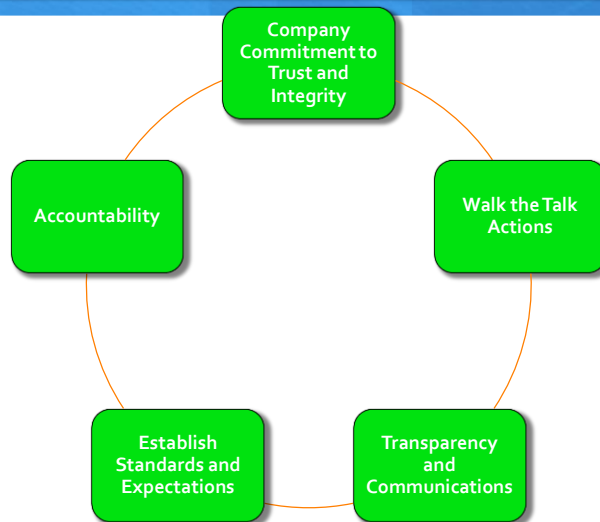 Company
Commitment to
Trust and
Integrity
Walk the Talk
Actions
Transparency
and
Communications
Establish
Standards and
Expectations
Accountability